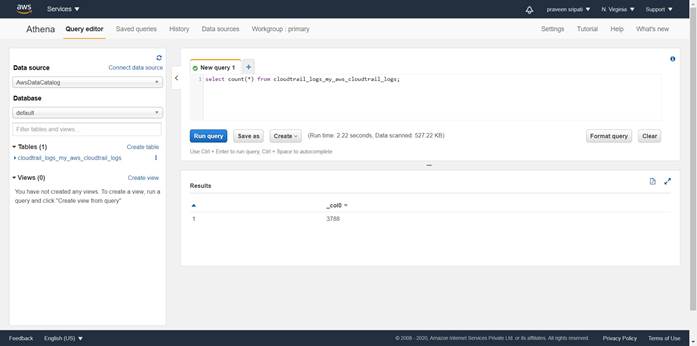 aws Services praveen sripati N. Virginia Support
Athena Query editor Saved queries History Data sources Workgroup : primary Settings Tutorial Help What's new
Data source Connect data source
AwsDataCatalog
Database
default
Filter tables and views...
Tables (1) Create table
cloudtrail_logs_my_aws_cloudtrail_logs
Views (0) Create view
You have not created any views. To create a view, run a
query and click "Create view from query"
New query 1 +
1 select count(*) from cloudtrail_logs_my_aws_cloudtrail_logs;
Run query Save as Create (Run time: 2.22 seconds, Data scanned: 527.22 KB) Format query Clear
Use Ctrl + Enter to run query, Ctrl + Space to autocomplete
Results
_col0
1 3788
Feedback English (US) © 2008 - 2020, Amazon Internet Services Private Ltd. or its affiliates. All rights reserved. Privacy Policy Terms of Use